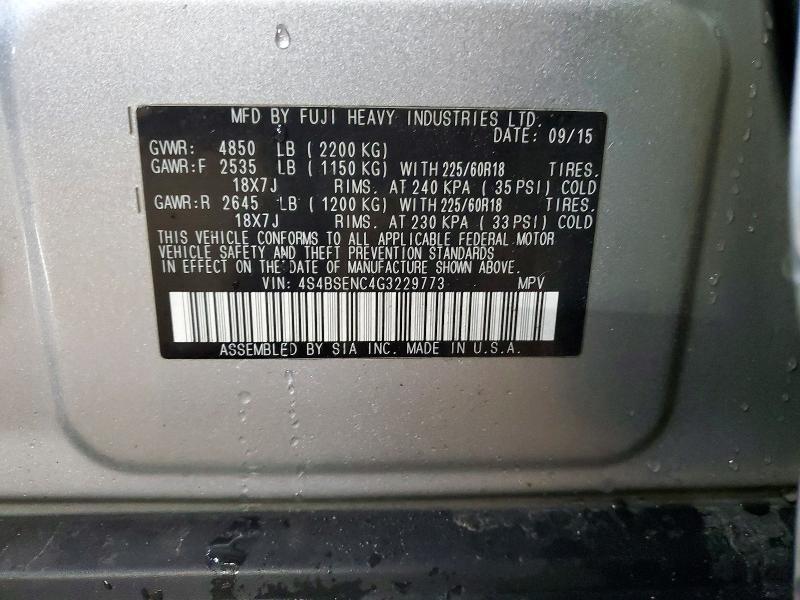 MFD BY FUJI HEAVY INDUSTRIES LTD.
DATE: 09/15
GVWR: 4850 LB (2200 KG)
GAWR:F 2535 LB (1150 KG) WITH 225/60R18 TIRES.
18X7J RIMS. AT 240 KPA (35 PSI) COLD
GAWR:R 2645 LB (1200 KG) WITH 225/60R18 TIRES.
18X7J RIMS. AT 230 KPA (33 PSI) COLD
THIS VEHICLE CONFORMS TO ALL APPLICABLE FEDERAL MOTOR
VEHICLE SAFETY AND THEFT PREVENTION STANDARDS
IN EFFECT ON THE DATE OF MANUFACTURE SHOWN ABOVE.
VIN: 4S4BSENC4G3229773 MPV
ASSEMBLED BY SIA INC. MADE IN U.S.A.